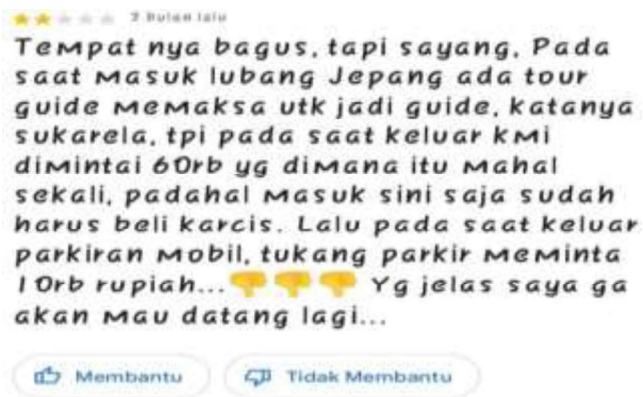 2 bulan lalu
Tempat nya bagus, tapi sayang, Pada
saat masuk lubang Jepang ada tour
guide memaksa utk jadi guide, katanya
sukarela, tpi pada saat keluar kmi
dimintai 60rb yg dimana itu mahal
sekali, padahal masuk sini saja sudah
harus beli karcis. Lalu pada saat keluar
parkiran mobil, tukang parkir meminta
10rb rupiah...👎👎👎 Yg jelas saya ga
akan mau datang lagi...
Membantu
Tidak Membantu